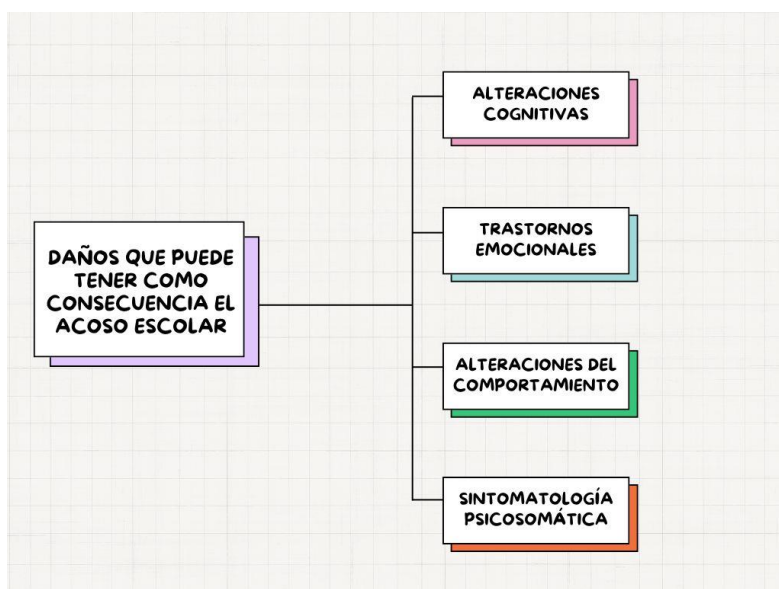 DAÑOS QUE PUEDE
TENER COMO
CONSECUENCIA EL
ACOSO ESCOLAR
ALTERACIONES
COGNITIVAS
TRASTORNOS
EMOCIONALES
ALTERACIONES DEL
COMPORTAMIENTO
SINTOMATOLOGÍA
PSICOSOMÁTICA